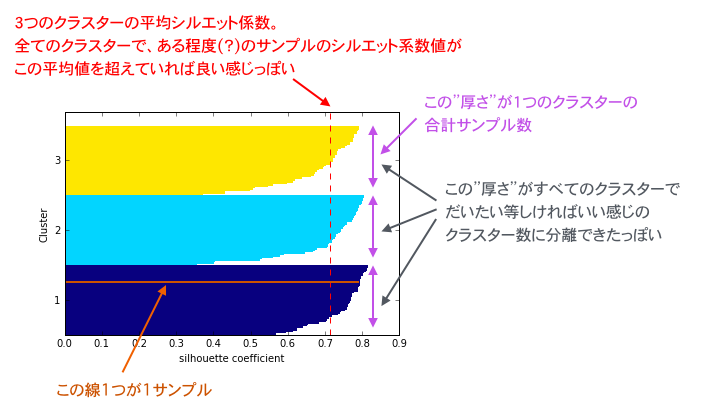 3つのクラスターの平均シルエット係数。
全てのクラスターで、ある程度(?)のサンプルのシルエット系数値が
この平均値を超えていれば良い感じっぽい
この”厚さ”が1つのクラスターの
合計サンプル数
この”厚さ”がすべてのクラスターで
だいたい等しければいい感じの
クラスター数に分離できたっぽい
Cluster
3
2
1
0.0 0.1 0.2 0.3 0.4 0.5 0.6 0.7 0.8 0.9
silhouette coefficient
この線1つが1サンプル